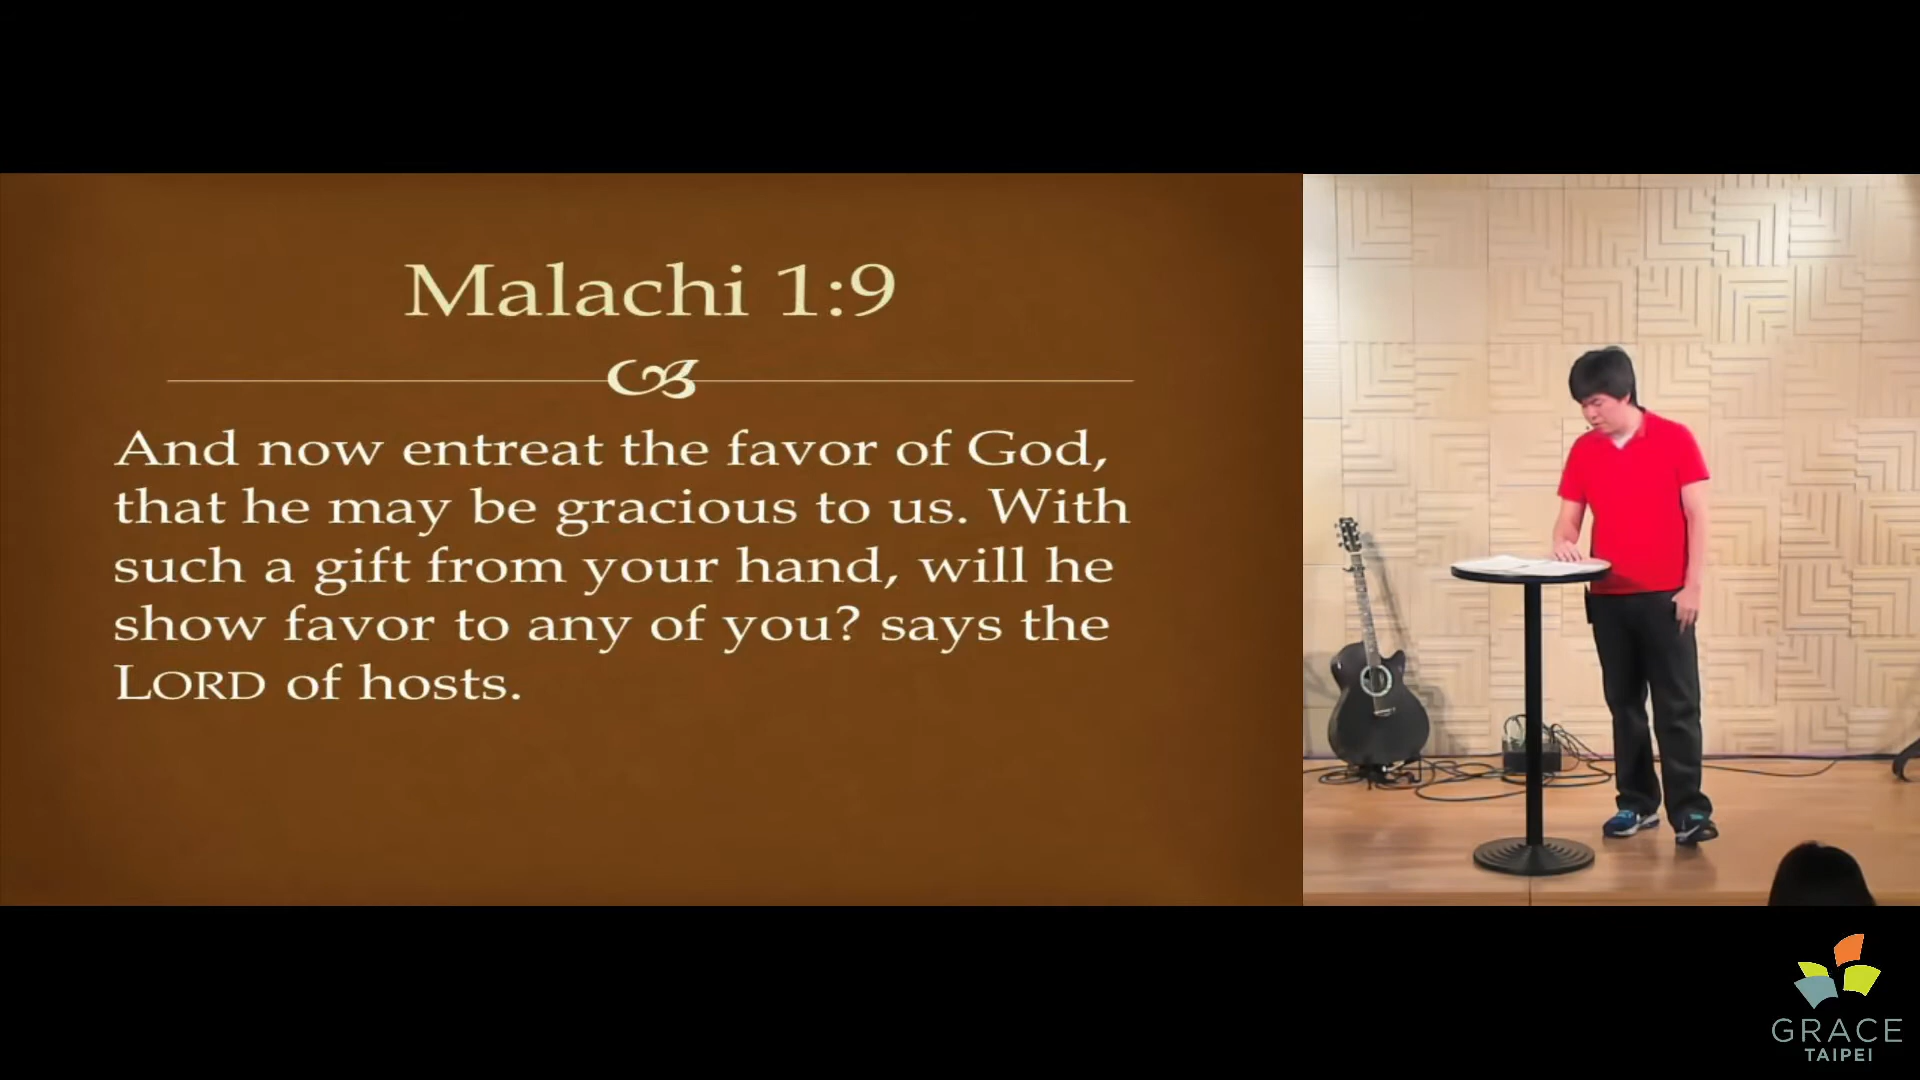 Malachi 1:9
And now entreat the favor of God,
that he may be gracious to us. With
such a gift from your hand, will he
show favor to any of you? says the
LORD of hosts.
GRACE
TAIPEI